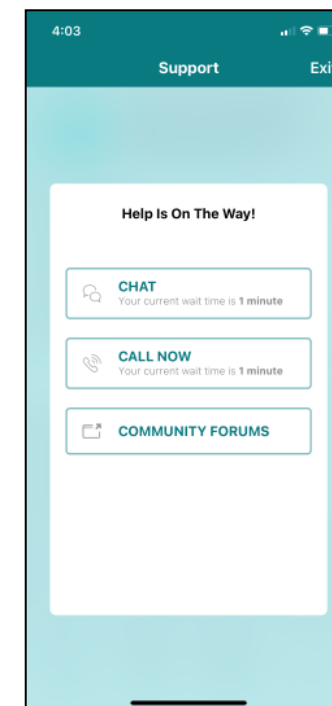 4:03
Support
Exi
Help Is On The Way!
CHAT
Your current wait time is 1 minute
CALL NOW
Your current wait time is 1 minute
COMMUNITY FORUMS